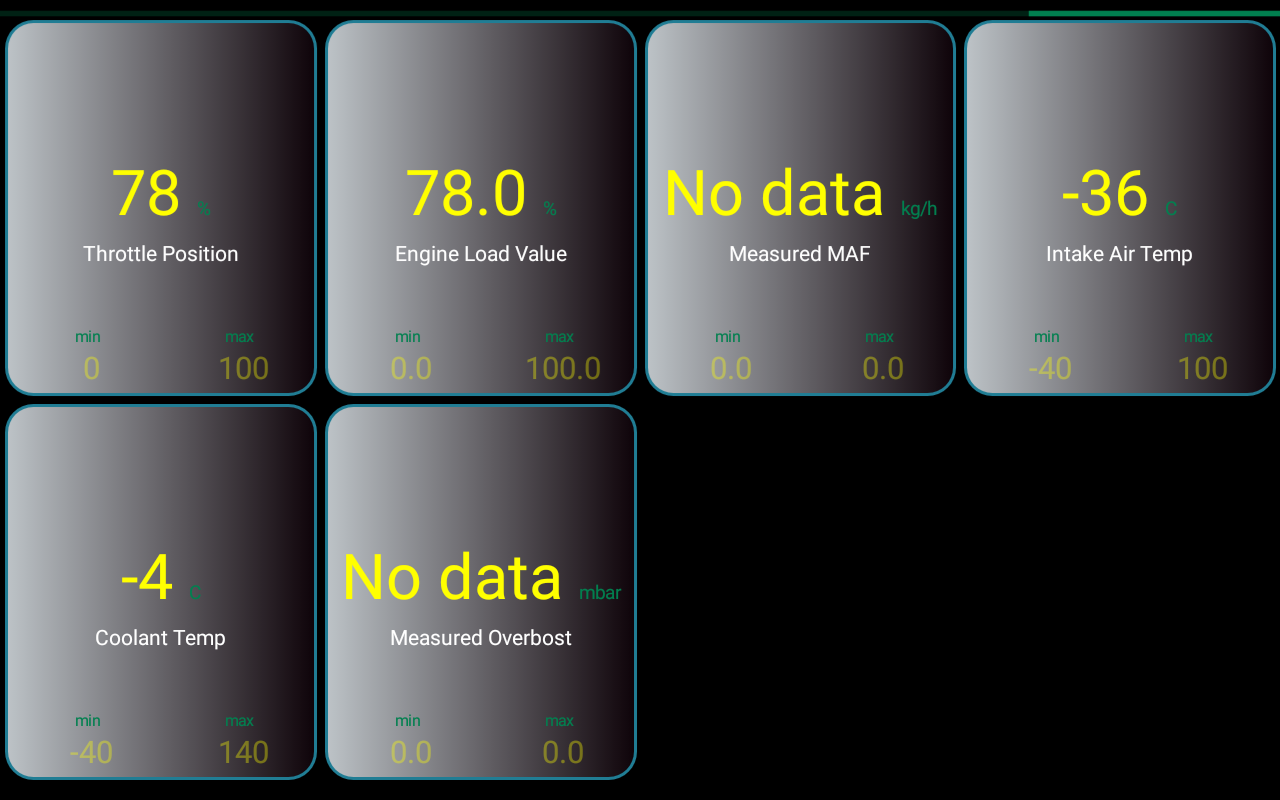 78 %
Throttle Position
min max
0 100
78.0 %
Engine Load Value
min max
0.0 100.0
No data kg/h
Measured MAF
min max
0.0 0.0
-36 C
Intake Air Temp
min max
-40 100
-4 C
Coolant Temp
min max
-40 140
No data mbar
Measured Overbost
min max
0.0 0.0